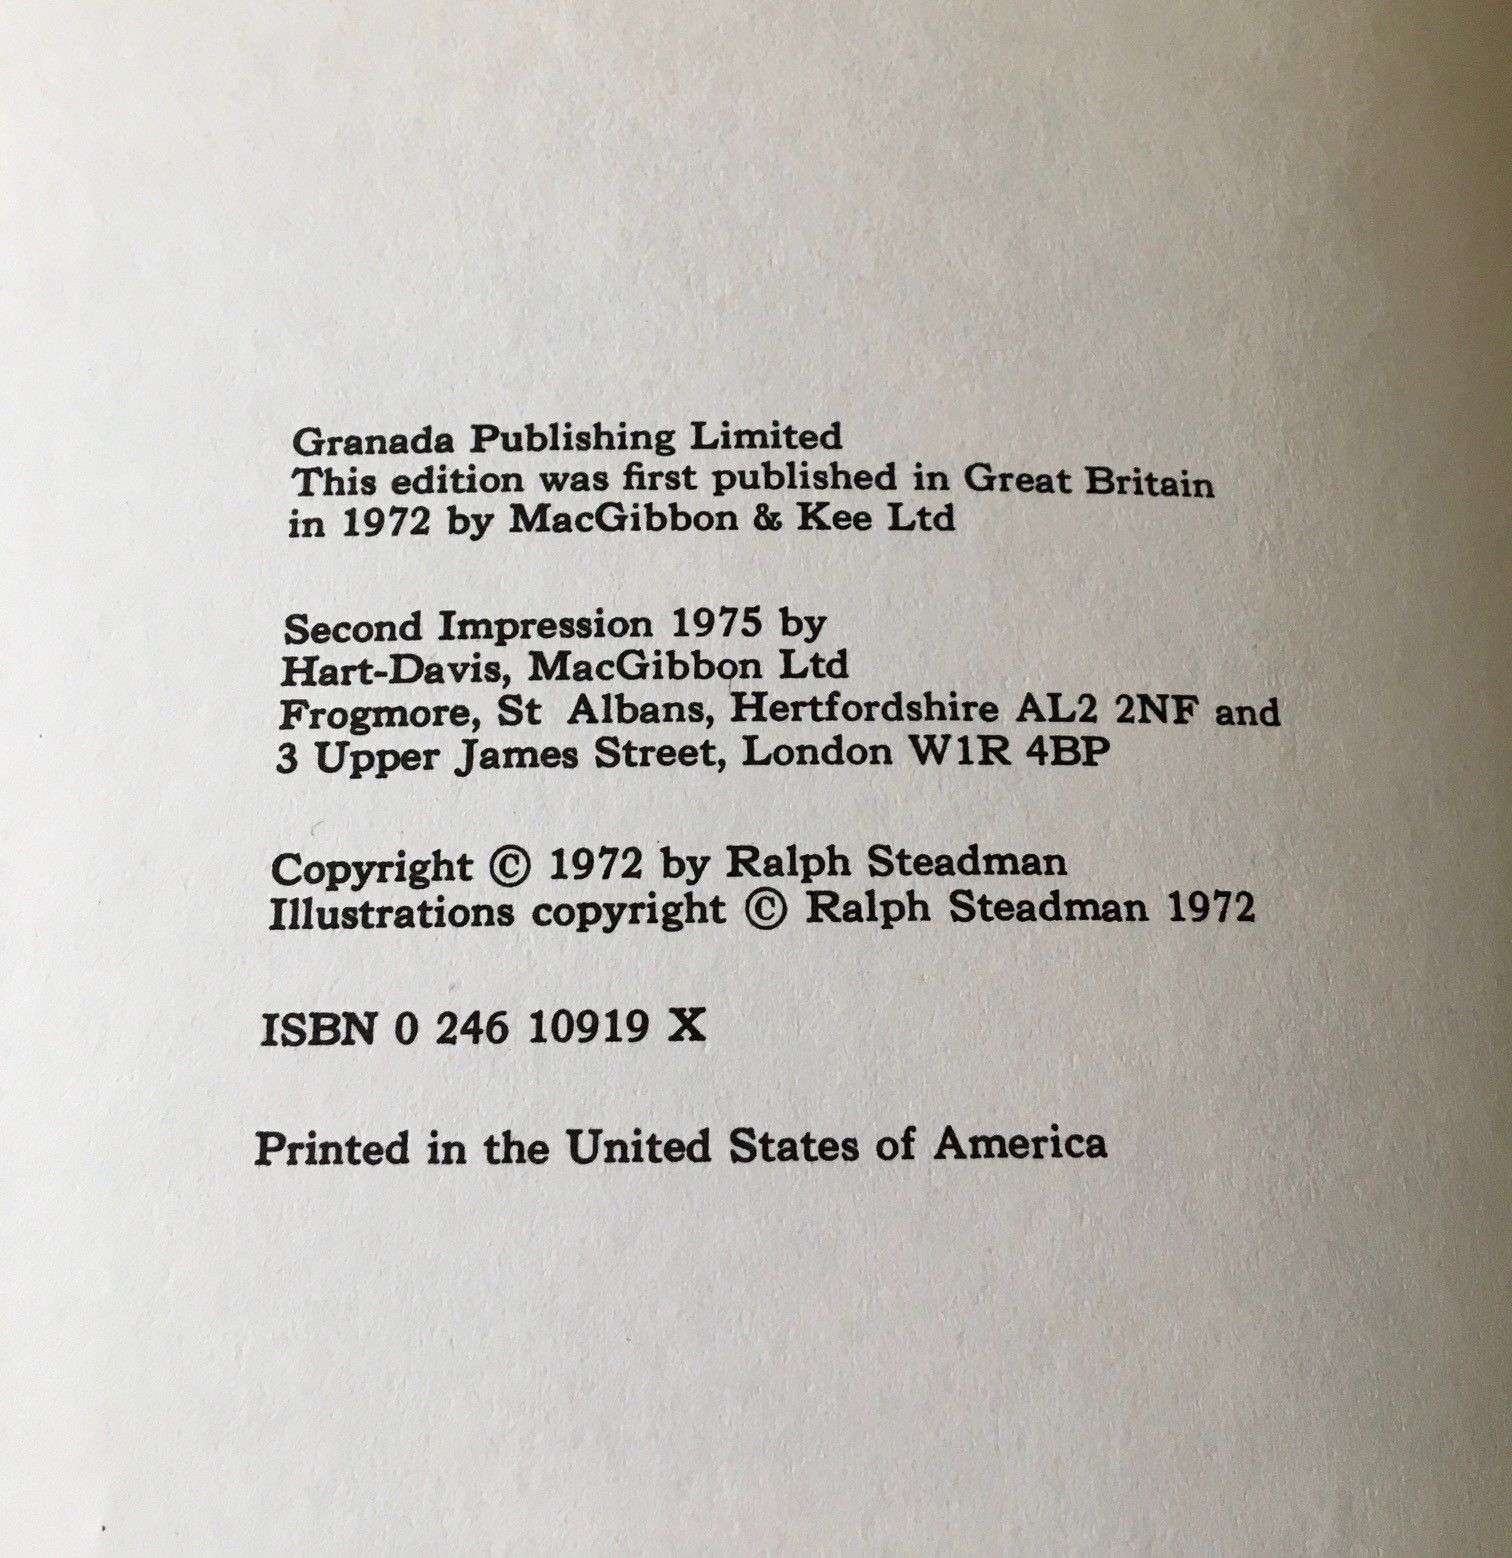 Granada Publishing Limited
This edition was first published in Great Britain
in 1972 by MacGibbon & Kee Ltd
Second Impression 1975 by
Hart-Davis, MacGibbon Ltd
Frogmore, St Albans, Hertfordshire AL2 2NF and
3 Upper James Street, London W1R 4BP
Copyright © 1972 by Ralph Steadman
Illustrations copyright © Ralph Steadman 1972
ISBN 0 246 10919 X
Printed in the United States of America